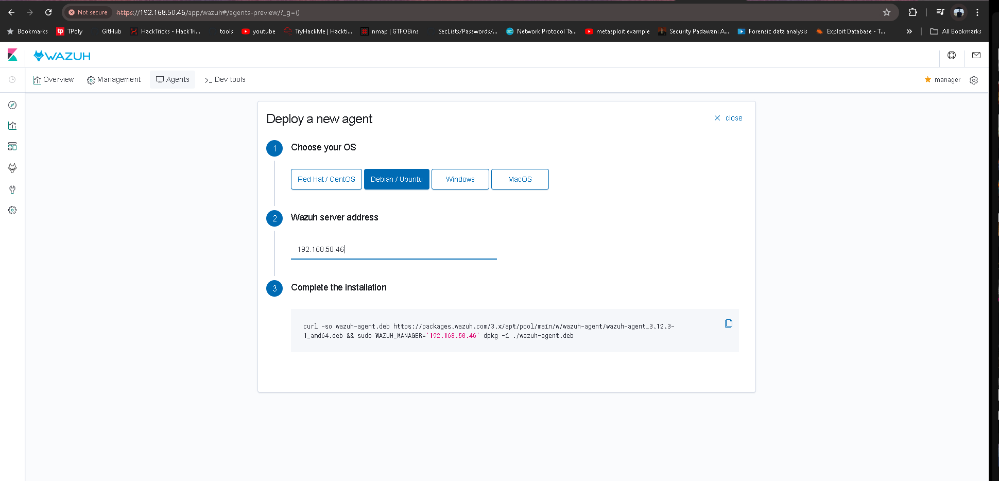 Not secure https://192.168.50.46/app/wazuh#/agents-preview/?_g=()
Bookmarks tp TPoly GitHub HackTricks - HackTri... tools youtube TryHackMe | Hackti... nmap | GTFOBins SecLists/Passwords/... Network Protocol Ta... metasploit example Security Padawan: A... Forensic data analysis Exploit Database - T... » All Bookmarks
WAZUH
Overview Management Agents >_ Dev tools manager
Deploy a new agent × close
1 Choose your OS
Red Hat / CentOS Debian / Ubuntu Windows MacOS
2 Wazuh server address
192.168.50.46
3 Complete the installation
curl -so wazuh-agent.deb https://packages.wazuh.com/3.x/apt/pool/main/w/wazuh-agent/wazuh-agent_3.12.3-
1_amd64.deb && sudo WAZUH_MANAGER='192.168.50.46' dpkg -i ./wazuh-agent.deb